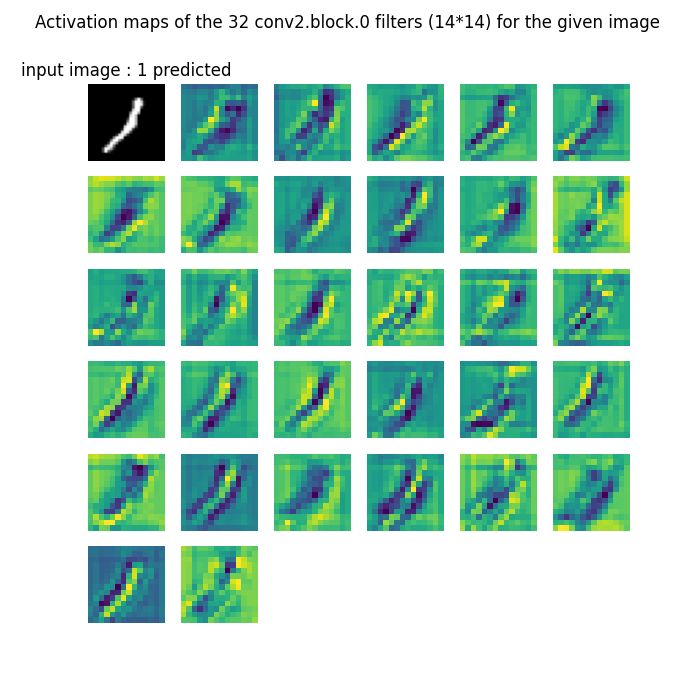 Activation maps of the 32 conv2.block.0 filters (14*14) for the given image
input image : 1 predicted